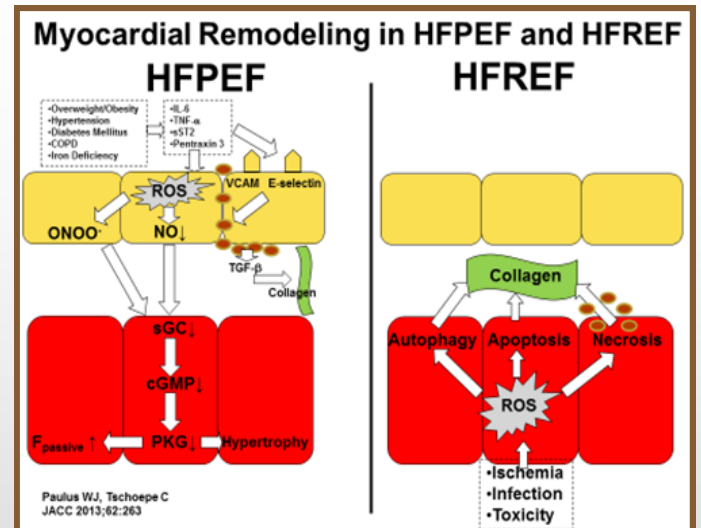 Myocardial Remodeling in HFPEF and HFREF
HFPEF
•Overweight/Obesity
•Hypertension
•Diabetes Mellitus
•COPD
•Iron Deficiency
•IL-6
•TNF-α
•sST2
•Pentraxin 3
VCAM E-selectin
ROS
ONOO⁻
NO↓
TGF-β
Collagen
sGC↓
cGMP↓
Fpassive ↑
PKG↓
Hypertrophy
Paulus WJ, Tschoepe C
JACC 2013;62:263
HFREF
Collagen
Autophagy
Apoptosis
Necrosis
ROS
•Ischemia
•Infection
•Toxicity